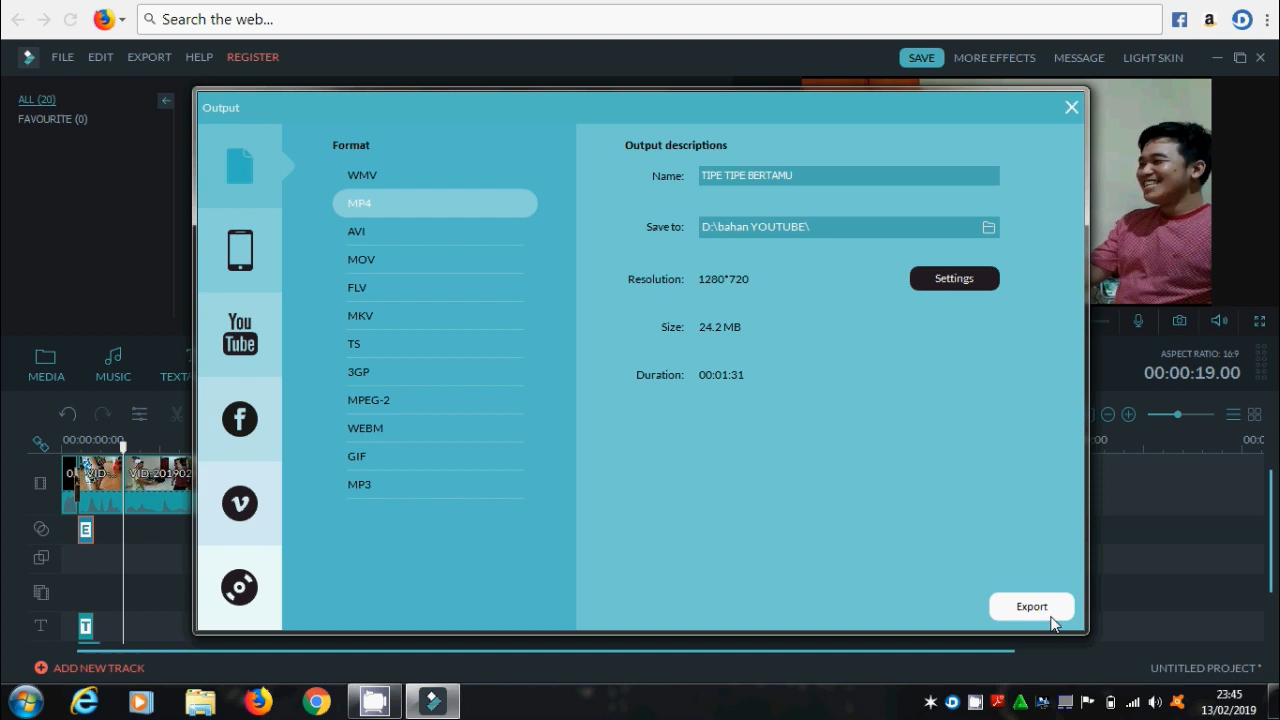 Search the web...
FILE EDIT EXPORT HELP REGISTER SAVE MORE EFFECTS MESSAGE LIGHT SKIN
ALL (20)
FAVOURITE (0)
Output
Format
WMV
MP4
AVI
MOV
FLV
MKV
TS
3GP
MPEG-2
WEBM
GIF
MP3
You
Tube
Output descriptions
Name: TIPE TIPE BERTAMU
Save to: D:\bahan YOUTUBE\
Resolution: 1280*720 Settings
Size: 24.2 MB
Duration: 00:01:31
Export
MEDIA MUSIC
ASPECT RATIO: 16:9
00:00:19.00
00:00:00:00
VID-201902
E
T
ADD NEW TRACK
UNTITLED PROJECT*
23:45
13/02/2019